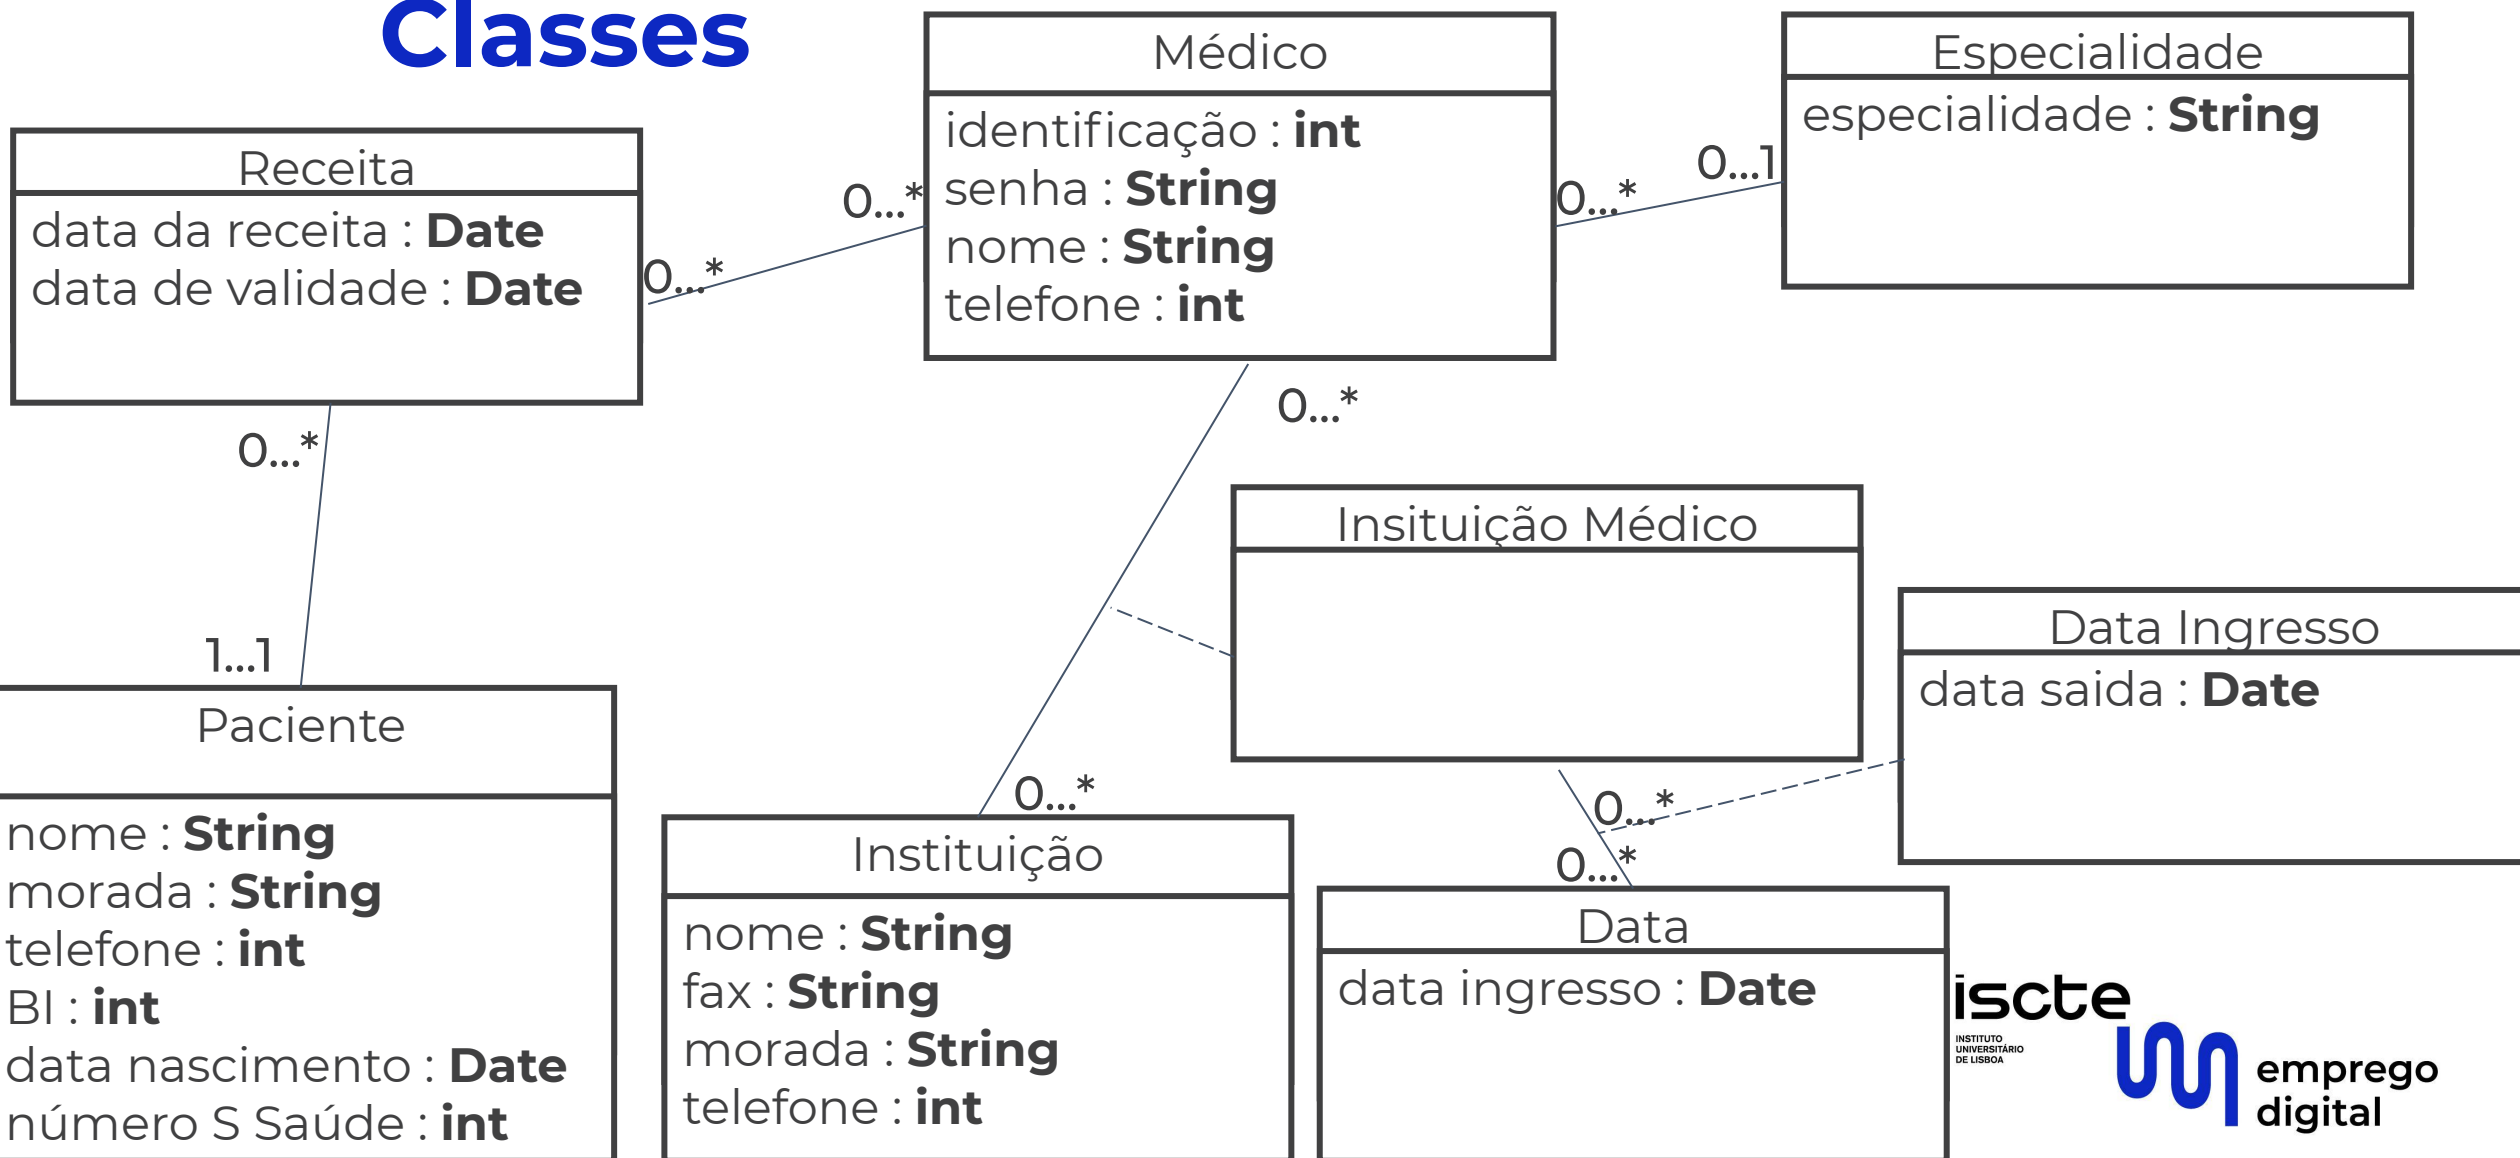 Classes
Receita
data da receita : Date
data de validade : Date
0...*
0...*
Médico
identificação : int
senha : String
nome : String
telefone : int
0...*
0...1
Especialidade
especialidade : String
0...*
1...1
Paciente
nome : String
morada : String
telefone : int
BI : int
data nascimento : Date
número S Saúde : int
0...*
0...*
Instituição
nome : String
fax : String
morada : String
telefone : int
Insituição Médico
0...*
0...*
Data
data ingresso : Date
Data Ingresso
data saida : Date
iscte
INSTITUTO
UNIVERSITÁRIO
DE LISBOA
emprego
digital